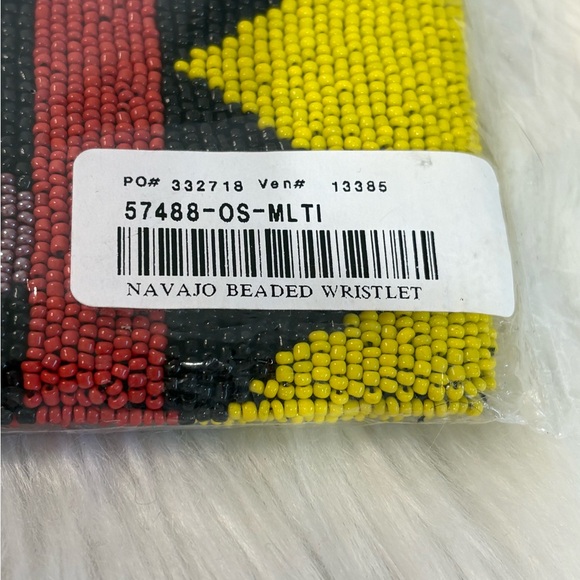 PO# 332718 Ven# 13385
57488-OS-MLTI
NAVAJO BEADED WRISTLET